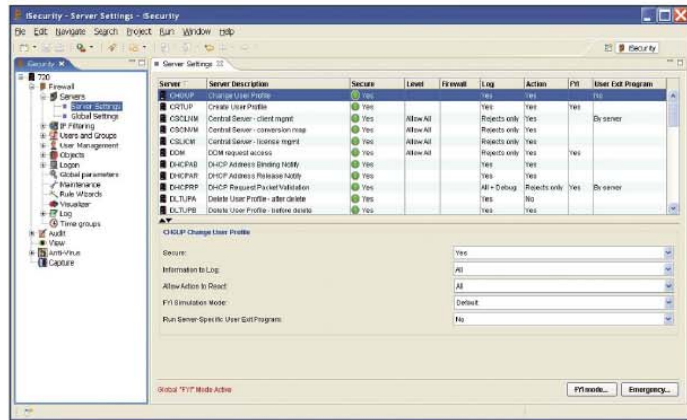 iSecurity - Server Settings - iSecurity
File Edit Navigate Search Project Run Window Help
iSecurity
Security
Server Settings
720
Firewall
Servers
Server Settings
Global Settings
IP Filtering
Users and Groups
User Management
Objects
Logon
Global parameters
Maintenance
Rule Wizards
Visualizer
Log
Time groups
Audit
View
Anti-Virus
Capture
Server Server Description Secure Level Firewall Log Action FYI User Exit Program
CHGUP Change User Profile Yes Yes Yes No
CRTUP Create User Profile Yes Yes Yes Yes
CSCLNM Central Server - client mgmt Yes Allow All Rejects only Yes By server
CSCNVM Central Server - conversion map Yes Allow All Rejects only Yes
CSLICM Central Server - license mgmt Yes Allow All Rejects only Yes
DDM DDM request access Yes Allow All Rejects only Yes Yes
DHCPAB DHCP Address Binding Notify Yes Yes Yes
DHCPAR DHCP Address Release Notify Yes Yes Yes
DHCPRP DHCP Request Packet Validation Yes All + Debug Rejects only Yes By server
DLTUPA Delete User Profile - after delete Yes Yes No
DLTUPB Delete User Profile - before delete Yes Yes Yes
CHGUP Change User Profile
Secure: Yes
Information to Log: All
Allow Action to React: All
FYI Simulation Mode: Default
Run Server-Specific User Exit Program: No
Global "FYI" Mode Active
FYI mode... Emergency...